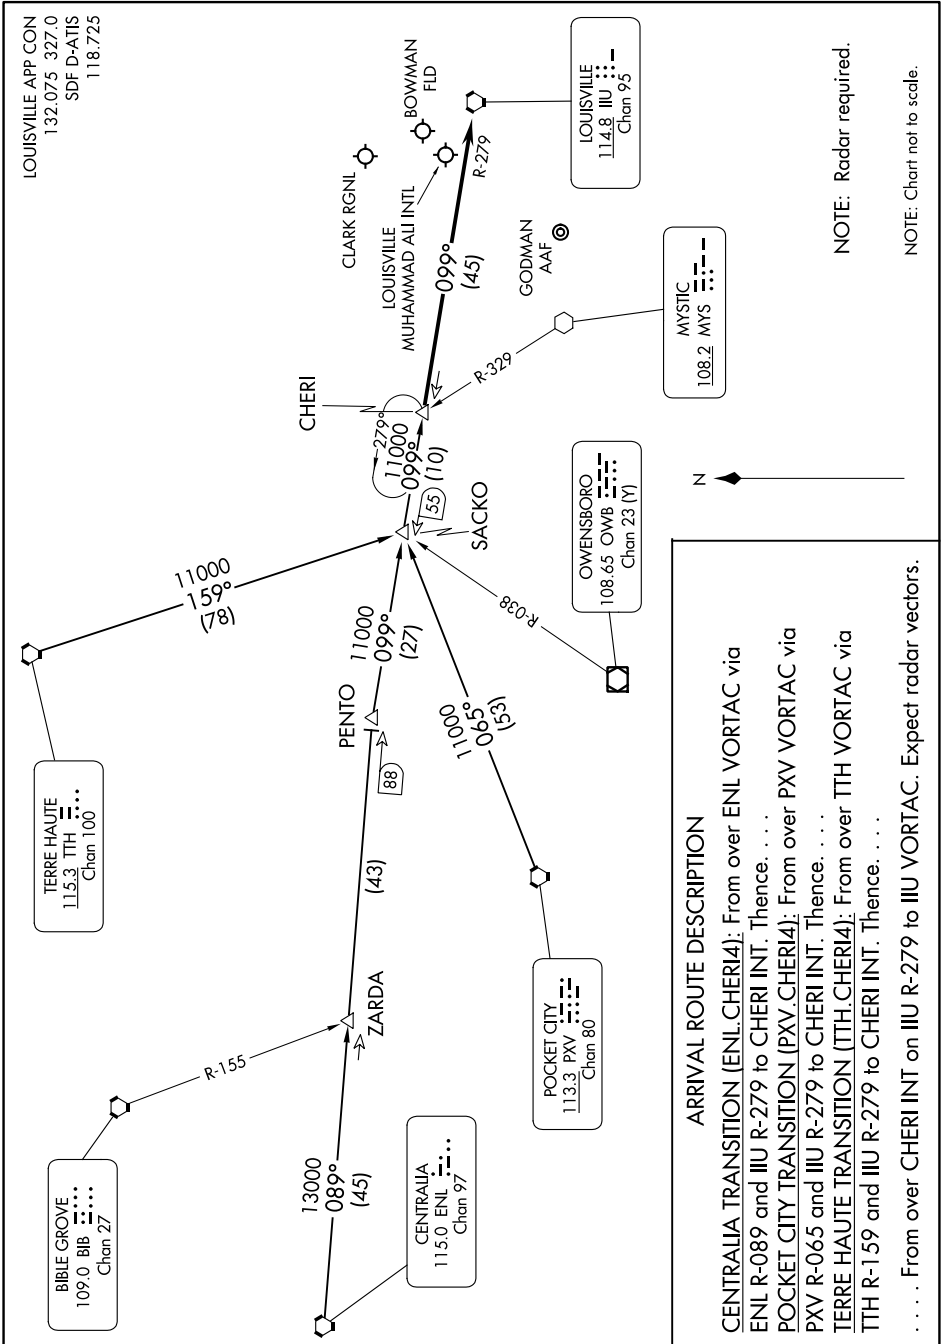 LOUISVILLE APP CON
132.075 327.0
SDF D-ATIS
118.725
BIBLE GROVE
109.0 BIB
Chan 27
TERRE HAUTE
115.3 TTH
Chan 100
CENTRALIA
115.0 ENL
Chan 97
POCKET CITY
113.3 PXV
Chan 80
OWENSBORO
108.65 OWB
Chan 23 (Y)
MYSTIC
108.2 MYS
LOUISVILLE
114.8 IIU
Chan 95
CLARK RGNL
BOWMAN
FLD
LOUISVILLE
MUHAMMAD ALI INTL
GODMAN
AAF
13000
089°
(45)
R-155
ZARDA
(43)
88
PENTO
11000
099°
(27)
11000
159°
(78)
11000
065°
(53)
R-038
SACKO
55
CHERI
279°
11000
099°
(10)
R-329
099°
(45)
R-279
N
NOTE: Radar required.
NOTE: Chart not to scale.
ARRIVAL ROUTE DESCRIPTION
CENTRALIA TRANSITION (ENL.CHERI4): From over ENL VORTAC via
ENL R-089 and IIU R-279 to CHERI INT. Thence. . . .
POCKET CITY TRANSITION (PXV.CHERI4): From over PXV VORTAC via
PXV R-065 and IIU R-279 to CHERI INT. Thence. . . .
TERRE HAUTE TRANSITION (TTH.CHERI4): From over TTH VORTAC via
TTH R-159 and IIU R-279 to CHERI INT. Thence. . . .
. . . . From over CHERI INT on IIU R-279 to IIU VORTAC. Expect radar vectors.